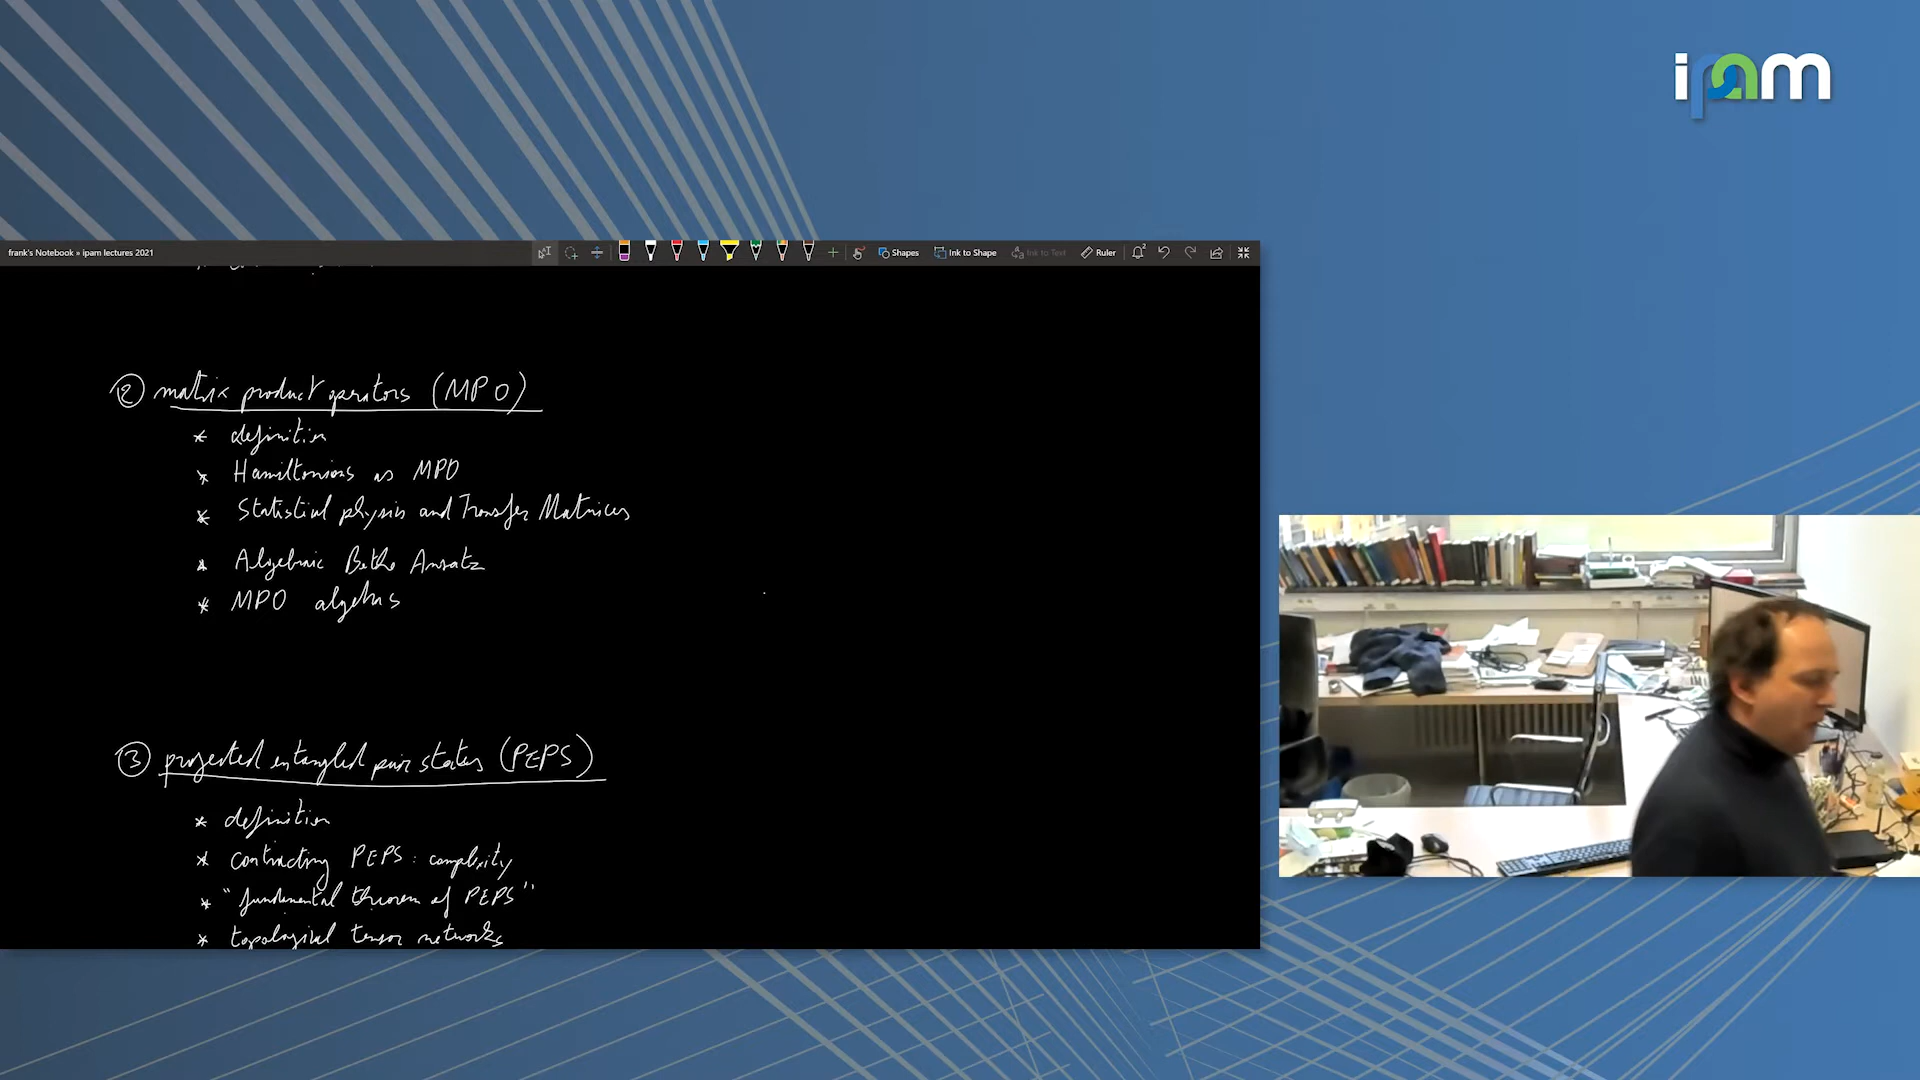 ipam
frank's Notebook » ipam lectures 2021
Shapes
Ink to Shape
Ink to Text
Ruler
② matrix product operators (MPO)
* definition
* Hamiltonians as MPO
* Statistical physics and Transfer Matrices
* Algebraic Bethe Ansatz
* MPO algebras
③ projected entangled pair states (PEPS)
* definition
* contracting PEPS : complexity
* "fundamental theorem of PEPS"
* topological tensor networks